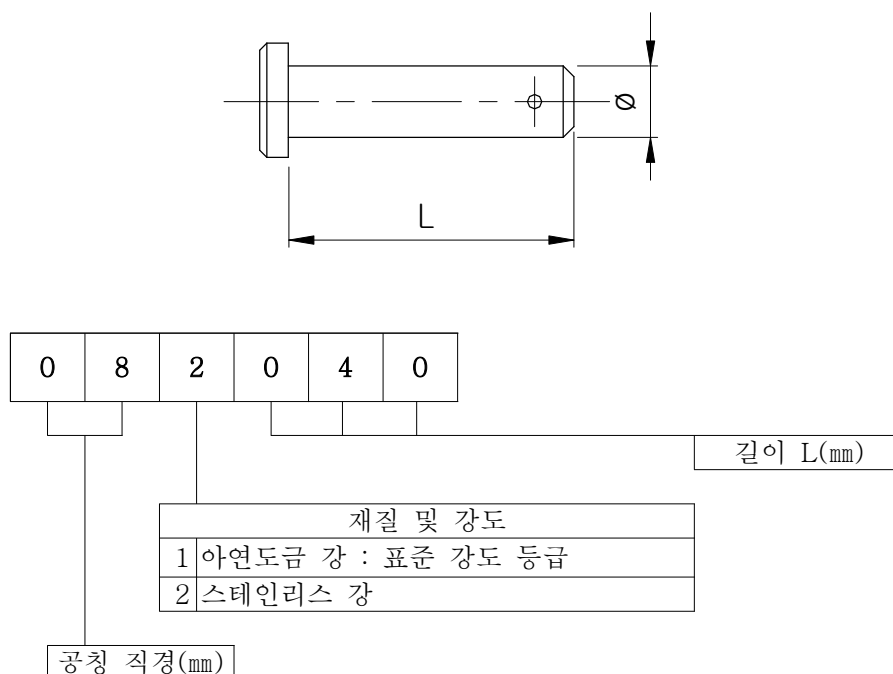 Ø
L
0 8 2 0 4 0
길이 L(㎜)
재질 및 강도
1 아연도금 강 : 표준 강도 등급
2 스테인리스 강
공칭 직경(㎜)